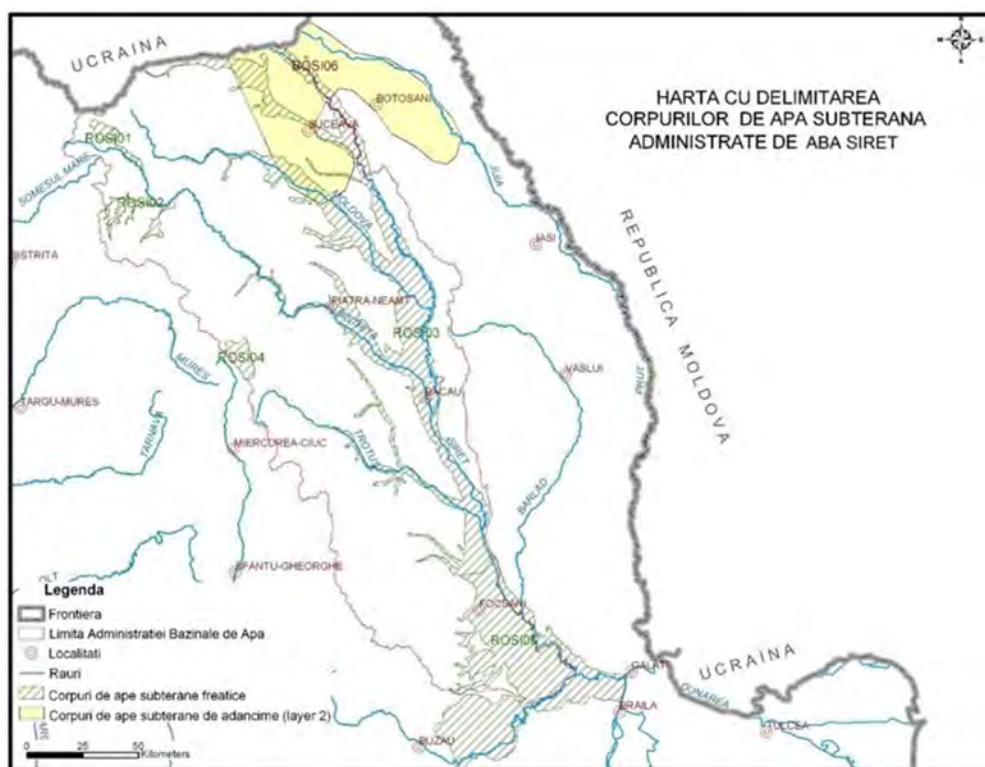 UCRAINA
HARTA CU DELIMITAREA
CORPURILOR DE APA SUBTERANA
ADMINISTRATE DE ABA SIRET
ROSI06
BOTOSANI
SUCEAVA
ROSI01
SOMESUL MARE
ROSI02
MOLDOVA
JIJIA
IASI
REPUBLICA MOLDOVA
STRITA
PIATRA-NEAMT
BISTRITA
ROSI03
ROSI04
MURES
VASLUI
PRUT
BACAU
TARGU-MURES
TARNAVA
MIERCUREA-CIUC
TROTUS
SIRET
BARLAD
SFANTU-GHEORGHE
OLT
FOCSANI
ROSI05
GALATI
UCRAINA
DUNAREA
BRAILA
TULCEA
BUZAU
Legenda
Frontiera
Limita Administratiei Bazinale de Apa
Localitati
Rauri
Corpuri de ape subterane freatice
Corpuri de ape subterane de adancime (layer 2)
0 25 50
Kilometers